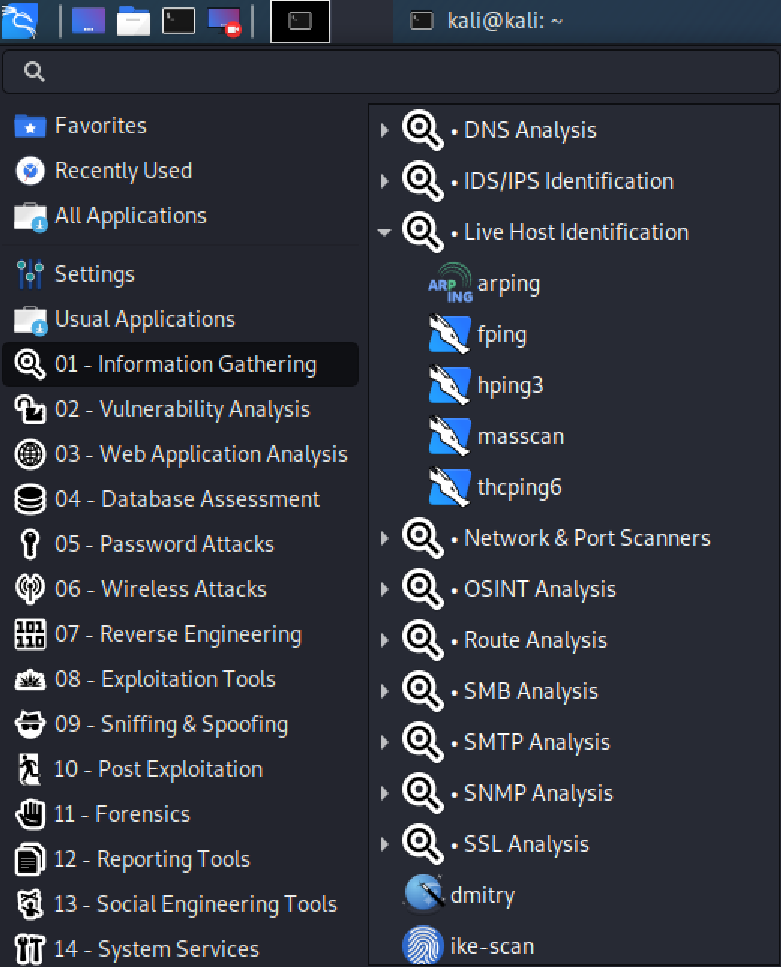 kali@kali: ~
Favorites
Recently Used
All Applications
Settings
Usual Applications
01 - Information Gathering
02 - Vulnerability Analysis
03 - Web Application Analysis
04 - Database Assessment
05 - Password Attacks
06 - Wireless Attacks
07 - Reverse Engineering
08 - Exploitation Tools
09 - Sniffing & Spoofing
10 - Post Exploitation
11 - Forensics
12 - Reporting Tools
13 - Social Engineering Tools
14 - System Services
• DNS Analysis
• IDS/IPS Identification
• Live Host Identification
ARPING arping
fping
hping3
masscan
thcping6
• Network & Port Scanners
• OSINT Analysis
• Route Analysis
• SMB Analysis
• SMTP Analysis
• SNMP Analysis
• SSL Analysis
dmitry
ike-scan